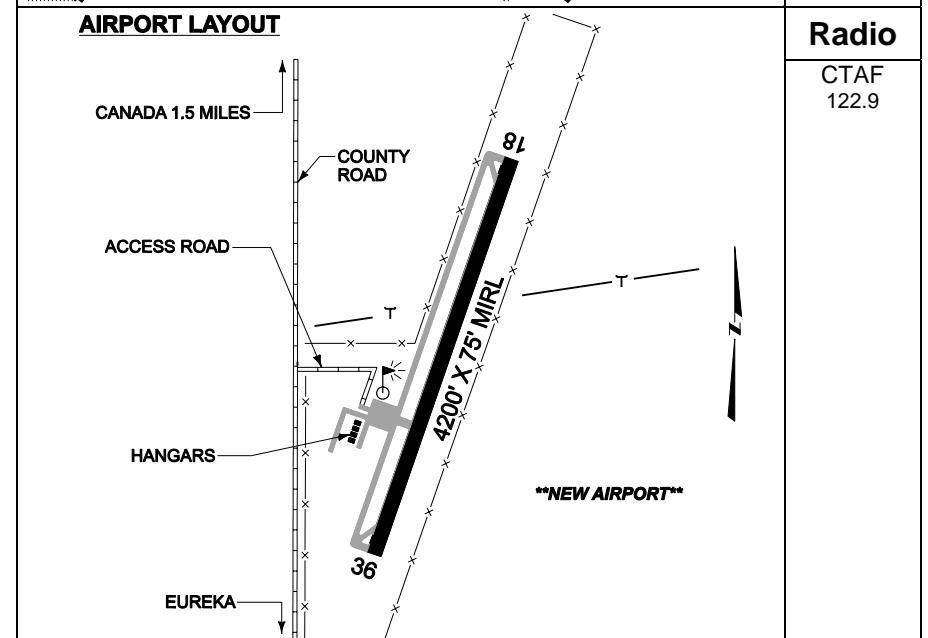 AIRPORT LAYOUT
Radio
CTAF
122.9
CANADA 1.5 MILES
18
COUNTY
ROAD
ACCESS ROAD
T
T
4200' X 75' MIRL
N
HANGARS
**NEW AIRPORT**
36
EUREKA